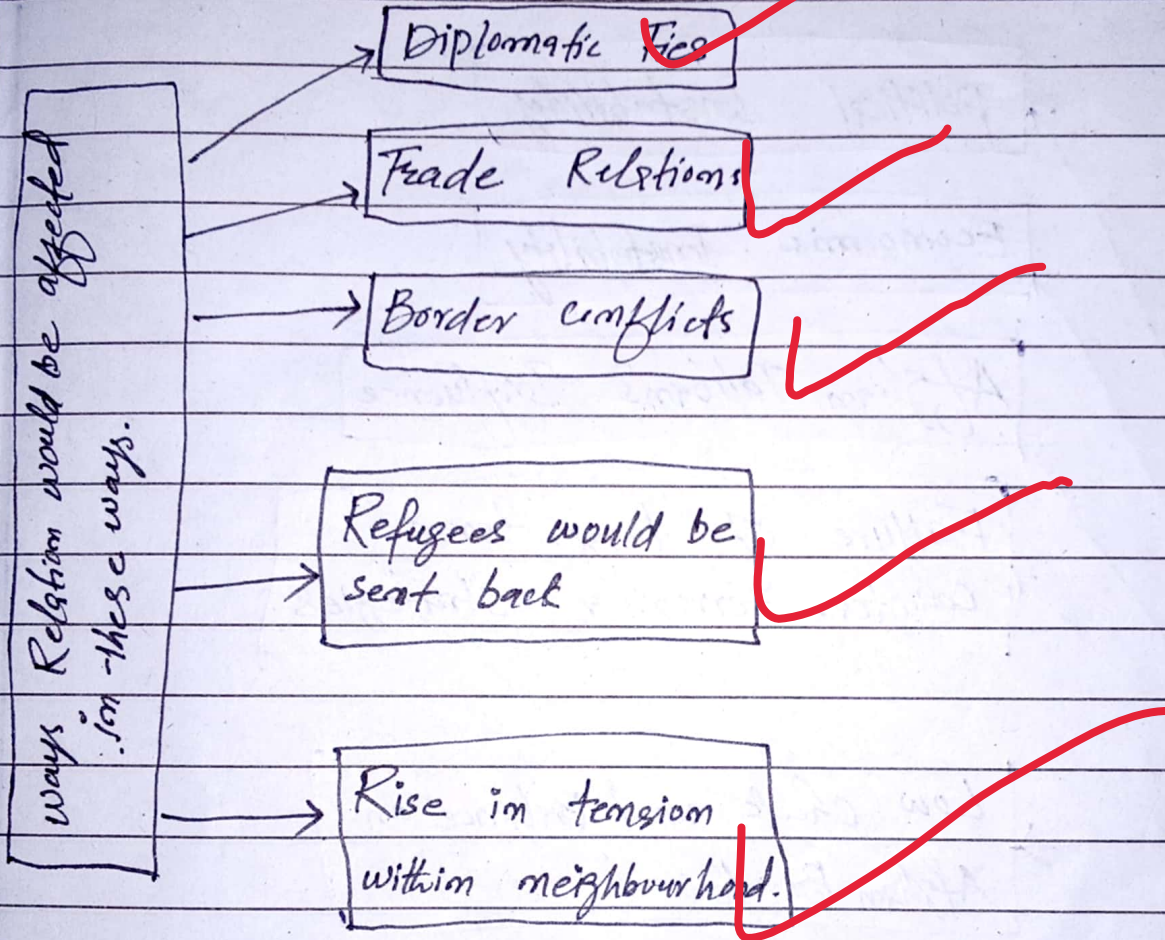 Diplomatic Ties
Trade Relations
Border conflicts
Refugees would be
sent back
Rise in tension
within neighbourhood.
ways Relation would be affected
in these ways.